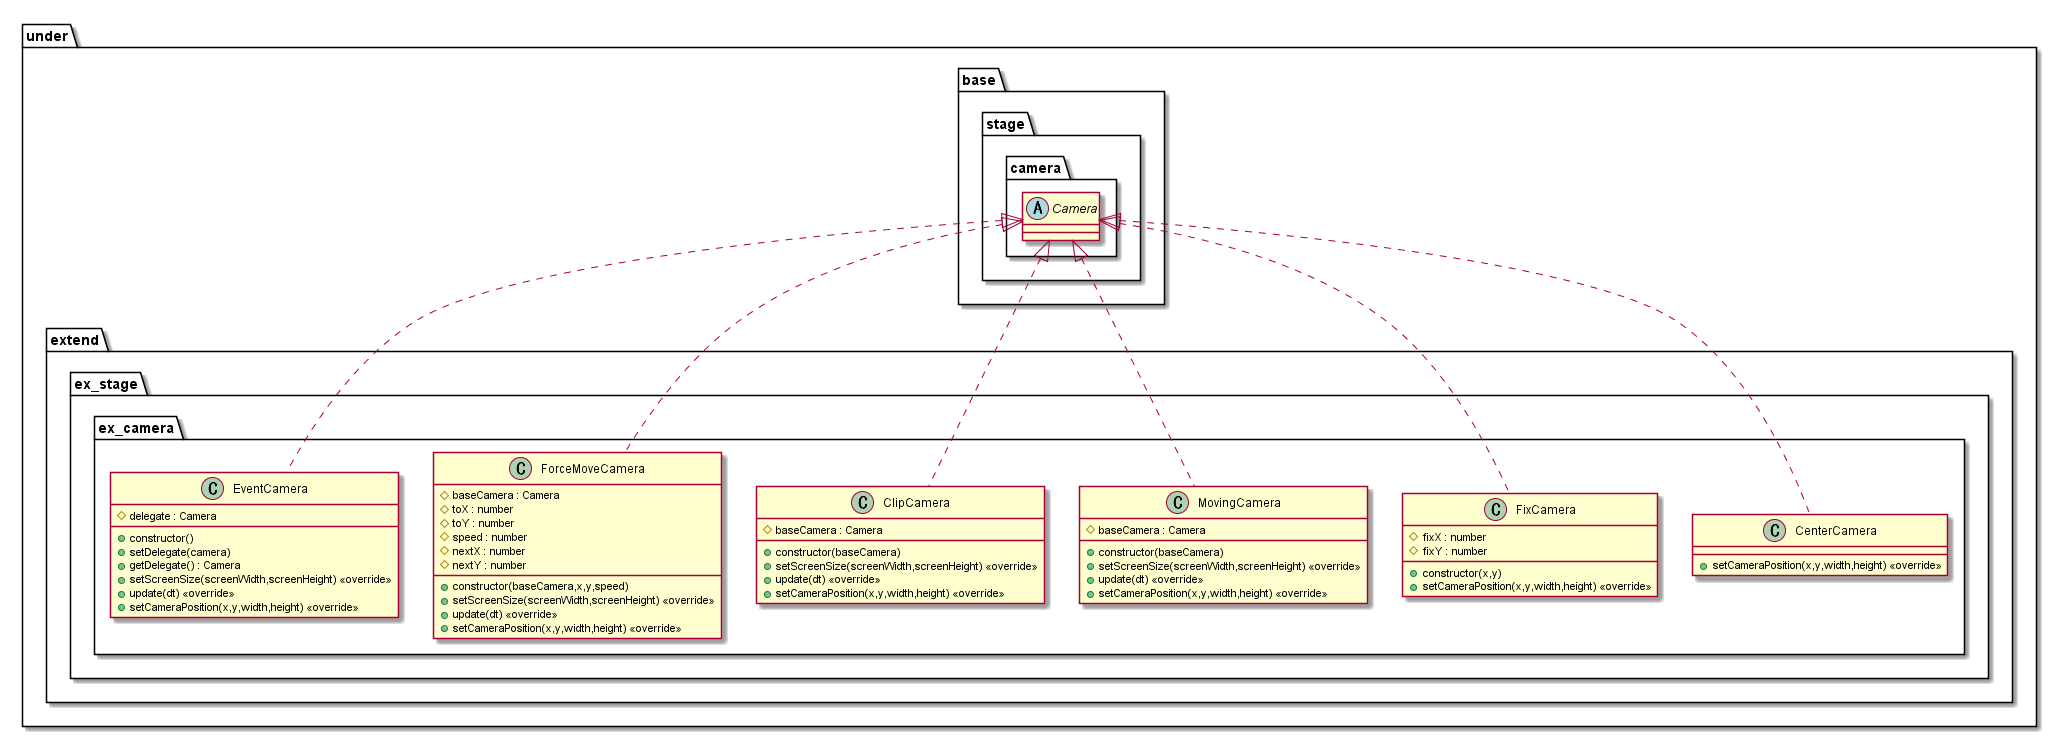 under
base
stage
camera
A Camera
extend
ex_stage
ex_camera
C EventCamera
delegate : Camera
constructor()
setDelegate(camera)
getDelegate() : Camera
setScreenSize(screenWidth,screenHeight) «override»
update(dt) «override»
setCameraPosition(x,y,width,height) «override»
C ForceMoveCamera
baseCamera : Camera
toX : number
toY : number
speed : number
nextX : number
nextY : number
constructor(baseCamera,x,y,speed)
setScreenSize(screenWidth,screenHeight) «override»
update(dt) «override»
setCameraPosition(x,y,width,height) «override»
C ClipCamera
baseCamera : Camera
constructor(baseCamera)
setScreenSize(screenWidth,screenHeight) «override»
update(dt) «override»
setCameraPosition(x,y,width,height) «override»
C MovingCamera
baseCamera : Camera
constructor(baseCamera)
setScreenSize(screenWidth,screenHeight) «override»
update(dt) «override»
setCameraPosition(x,y,width,height) «override»
C FixCamera
fixX : number
fixY : number
constructor(x,y)
setCameraPosition(x,y,width,height) «override»
C CenterCamera
setCameraPosition(x,y,width,height) «override»